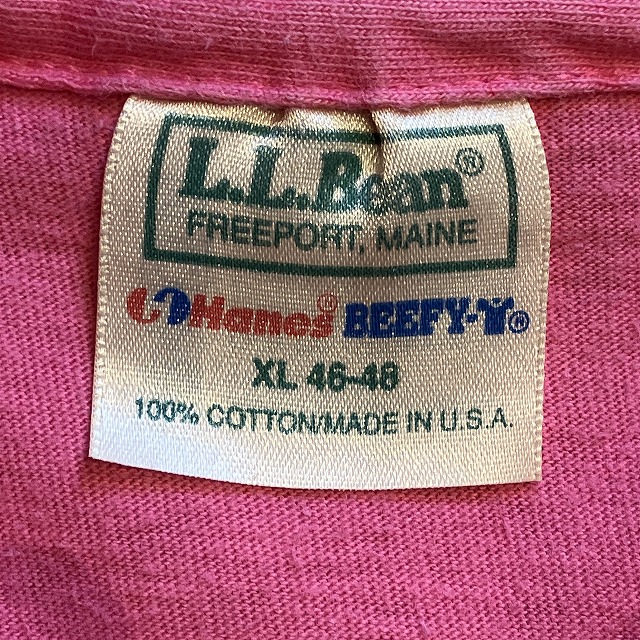 L.L.Bean®
FREEPORT, MAINE
Hanes® BEEFY-T®
XL 46-48
100% COTTON/MADE IN U.S.A.